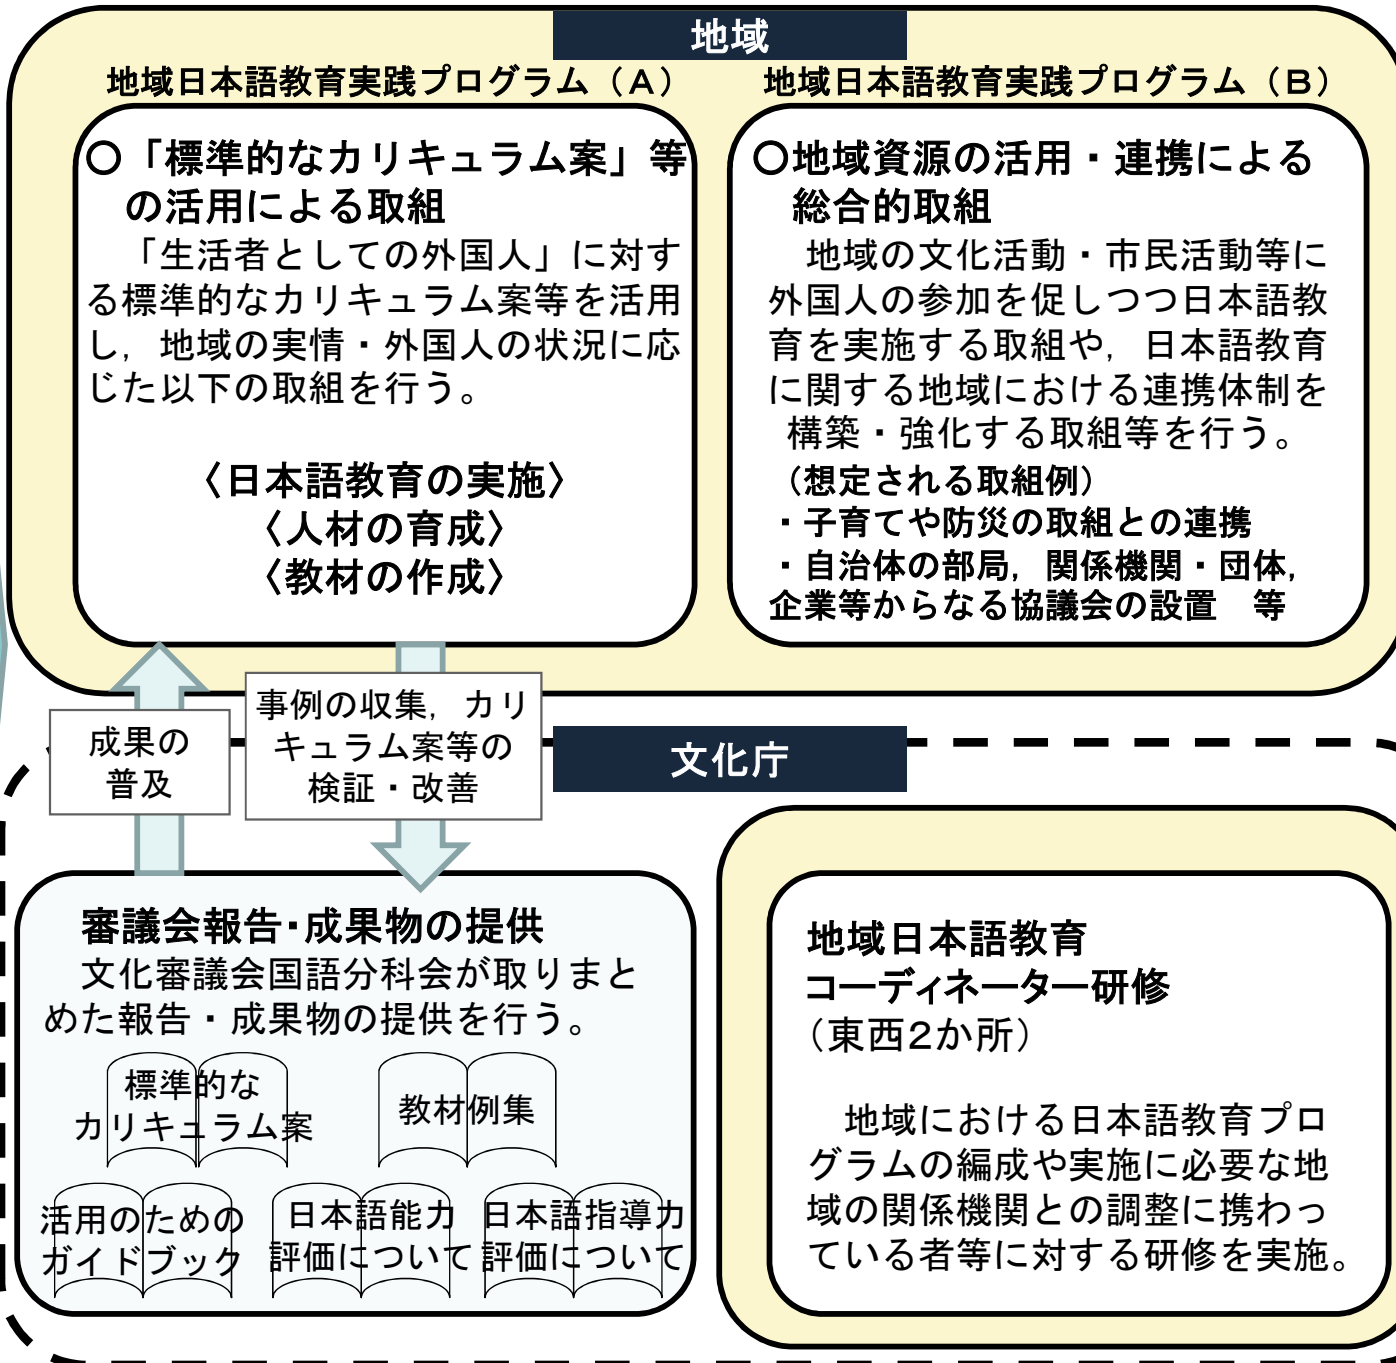 地域
地域日本語教育実践プログラム（Ａ）
〇「標準的なカリキュラム案」等
の活用による取組
「生活者としての外国人」に対す
る標準的なカリキュラム案等を活用
し，地域の実情・外国人の状況に応
じた以下の取組を行う。
〈日本語教育の実施〉
〈人材の育成〉
〈教材の作成〉
地域日本語教育実践プログラム（Ｂ）
〇地域資源の活用・連携による
総合的取組
地域の文化活動・市民活動等に
外国人の参加を促しつつ日本語教
育を実施する取組や，日本語教育
に関する地域における連携体制を
構築・強化する取組等を行う。
（想定される取組例）
・子育てや防災の取組との連携
・自治体の部局，関係機関・団体，
企業等からなる協議会の設置　等
成果の
普及
事例の収集，カリ
キュラム案等の
検証・改善
文化庁
審議会報告・成果物の提供
文化審議会国語分科会が取りまと
めた報告・成果物の提供を行う。
標準的な
カリキュラム案
教材例集
活用のための
ガイドブック
日本語能力
評価について
日本語指導力
評価について
地域日本語教育
コーディネーター研修
（東西２か所）
地域における日本語教育プロ
グラムの編成や実施に必要な地
域の関係機関との調整に携わっ
ている者等に対する研修を実施。